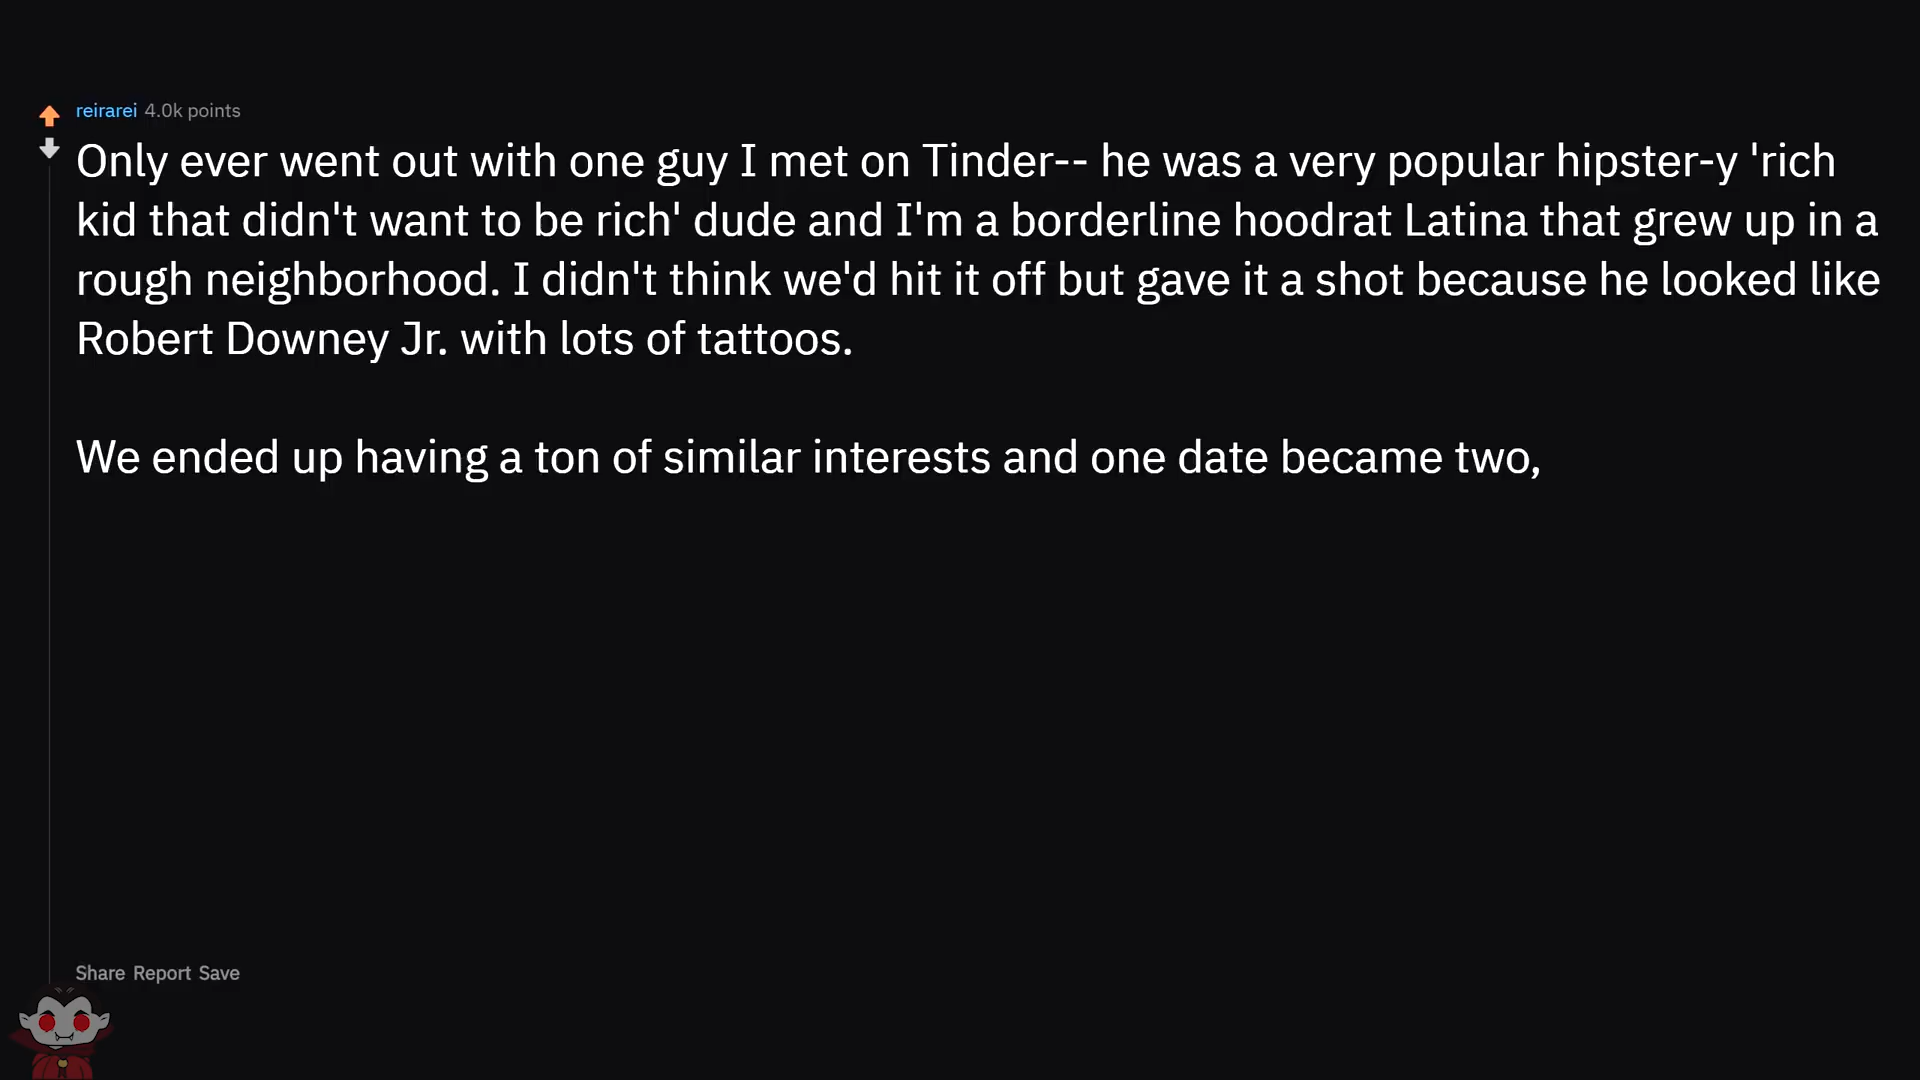 reirarei 4.0k points
Only ever went out with one guy I met on Tinder-- he was a very popular hipster-y 'rich
kid that didn't want to be rich' dude and I'm a borderline hoodrat Latina that grew up in a
rough neighborhood. I didn't think we'd hit it off but gave it a shot because he looked like
Robert Downey Jr. with lots of tattoos.
We ended up having a ton of similar interests and one date became two,
Share Report Save